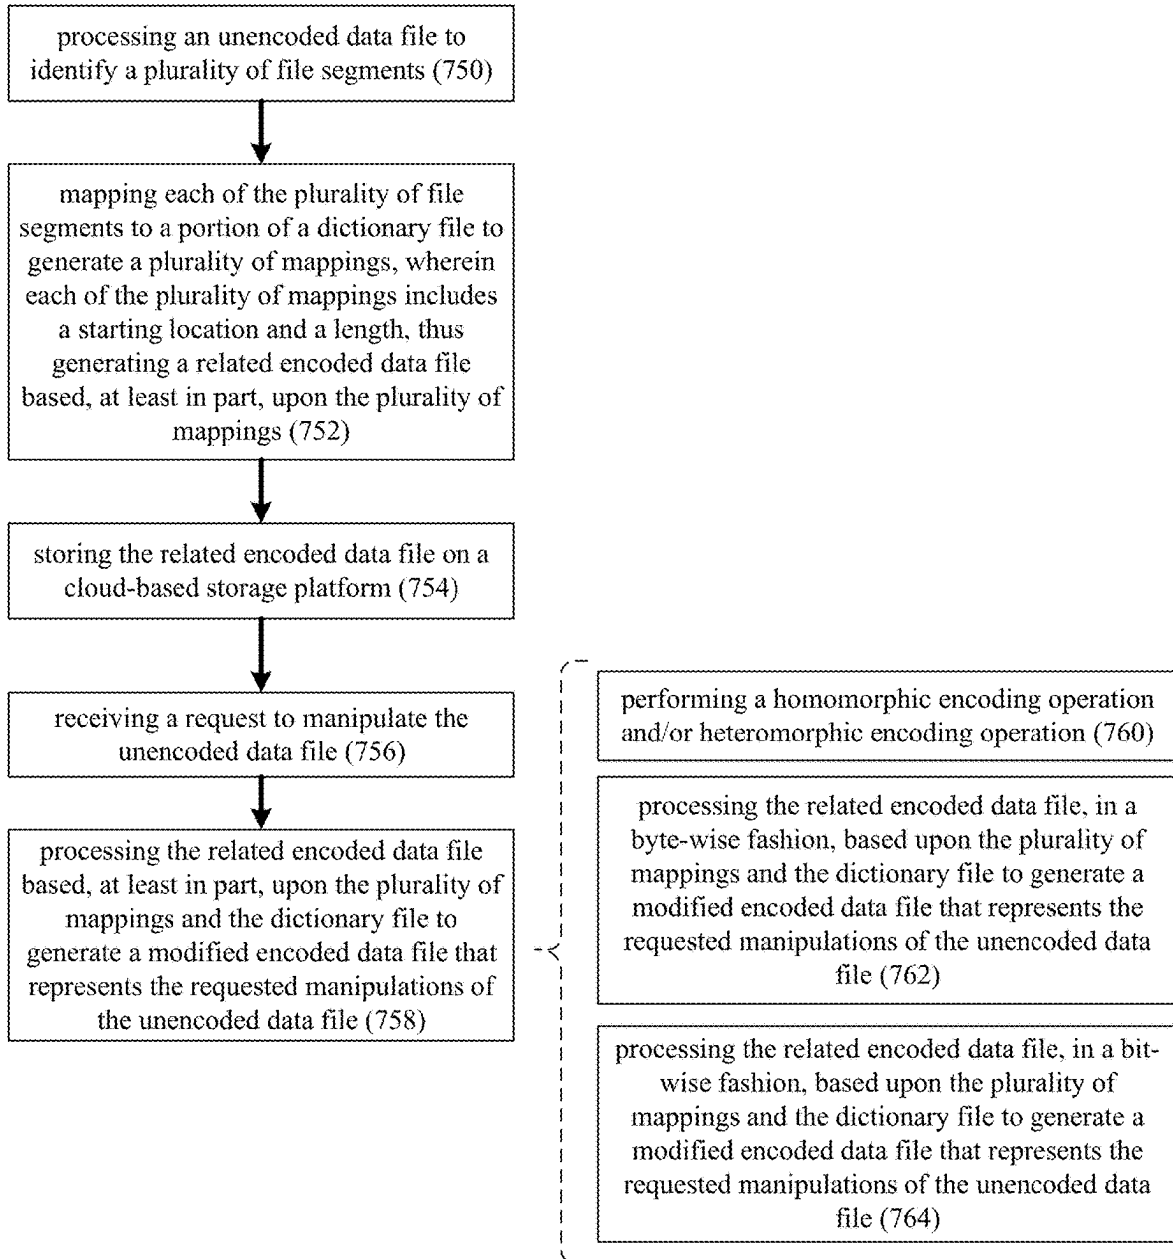 processing an unencoded data file to
identify a plurality of file segments (750)
mapping each of the plurality of file
segments to a portion of a dictionary file to
generate a plurality of mappings, wherein
each of the plurality of mappings includes
a starting location and a length, thus
generating a related encoded data file
based, at least in part, upon the plurality of
mappings (752)
storing the related encoded data file on a
cloud-based storage platform (754)
receiving a request to manipulate the
unencoded data file (756)
processing the related encoded data file
based, at least in part, upon the plurality of
mappings and the dictionary file to
generate a modified encoded data file that
represents the requested manipulations of
the unencoded data file (758)
performing a homomorphic encoding operation
and/or heteromorphic encoding operation (760)
processing the related encoded data file, in
a byte-wise fashion, based upon the plurality of
mappings and the dictionary file to generate a
modified encoded data file that represents the
requested manipulations of the unencoded data
file (762)
processing the related encoded data file, in a bit-
wise fashion, based upon the plurality of
mappings and the dictionary file to generate a
modified encoded data file that represents the
requested manipulations of the unencoded data
file (764)